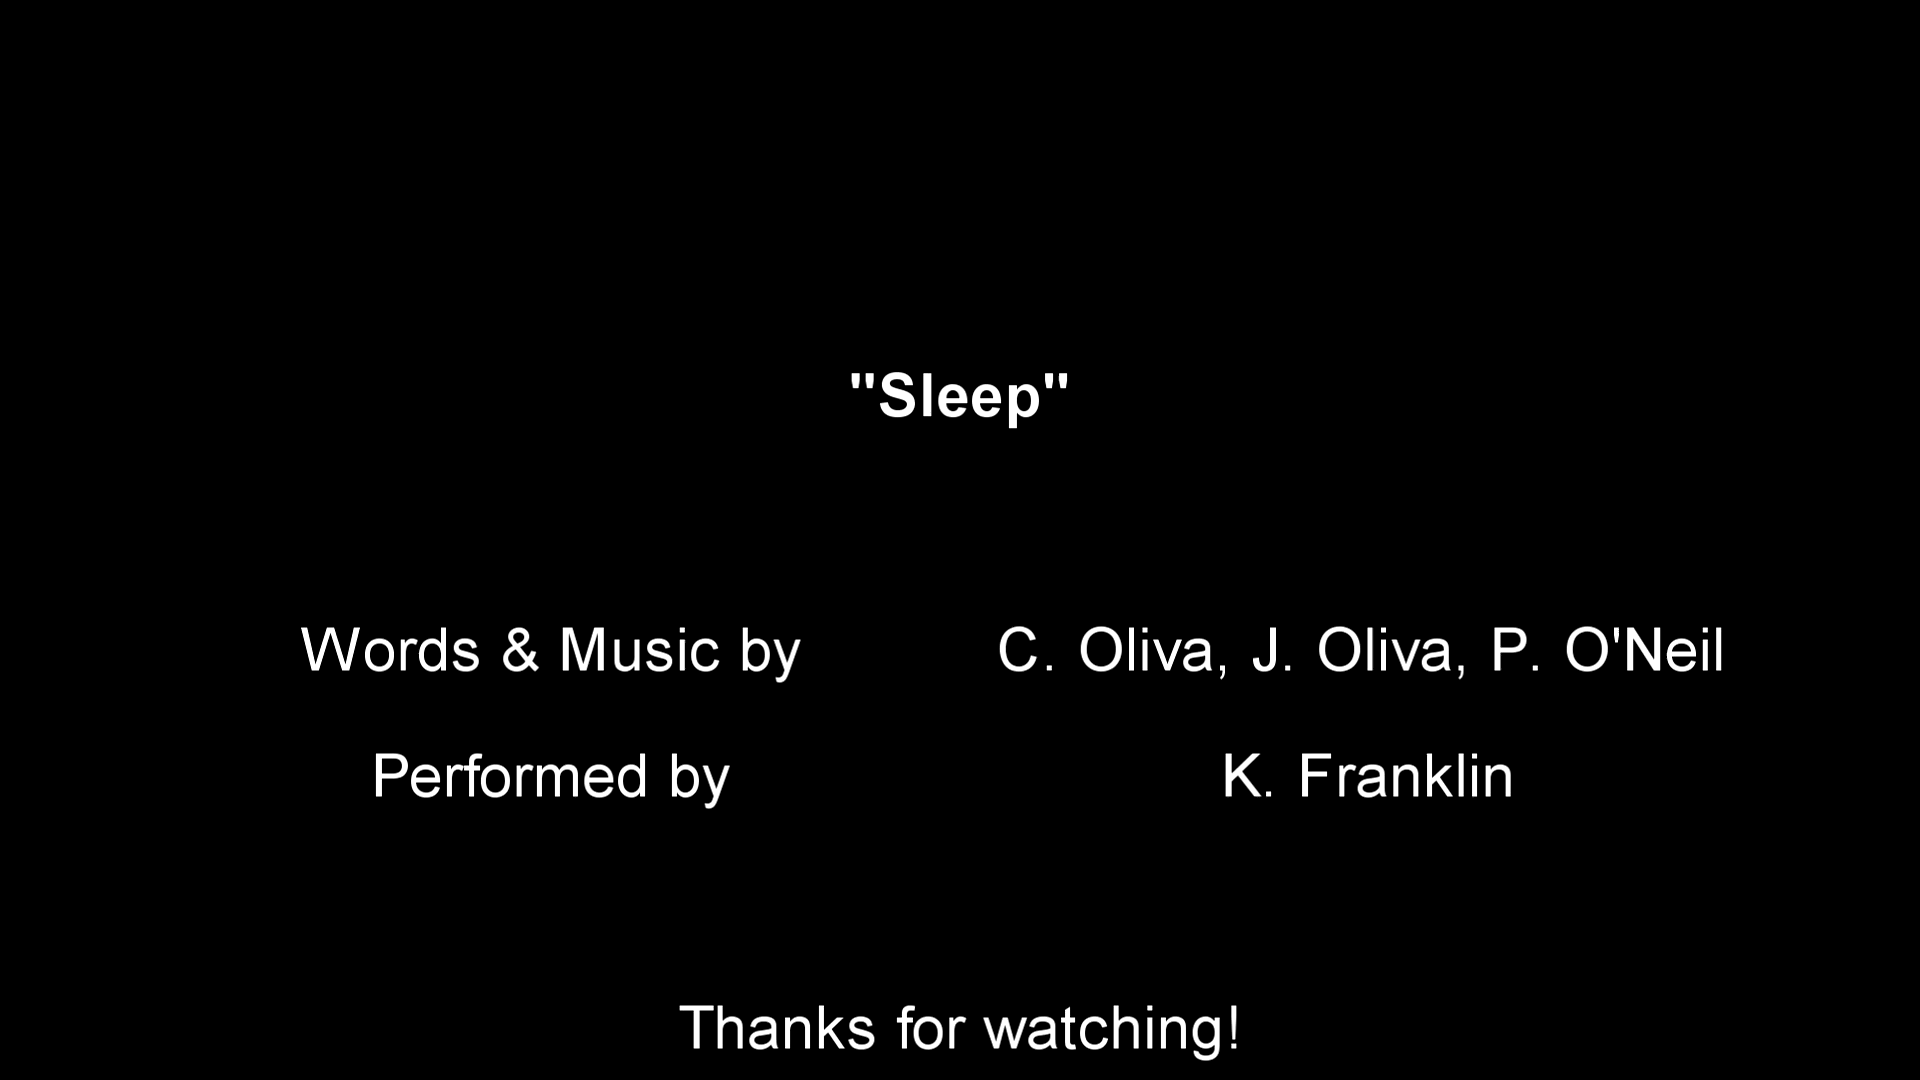 "Sleep"
Words & Music by C. Oliva, J. Oliva, P. O'Neil
Performed by K. Franklin
Thanks for watching!